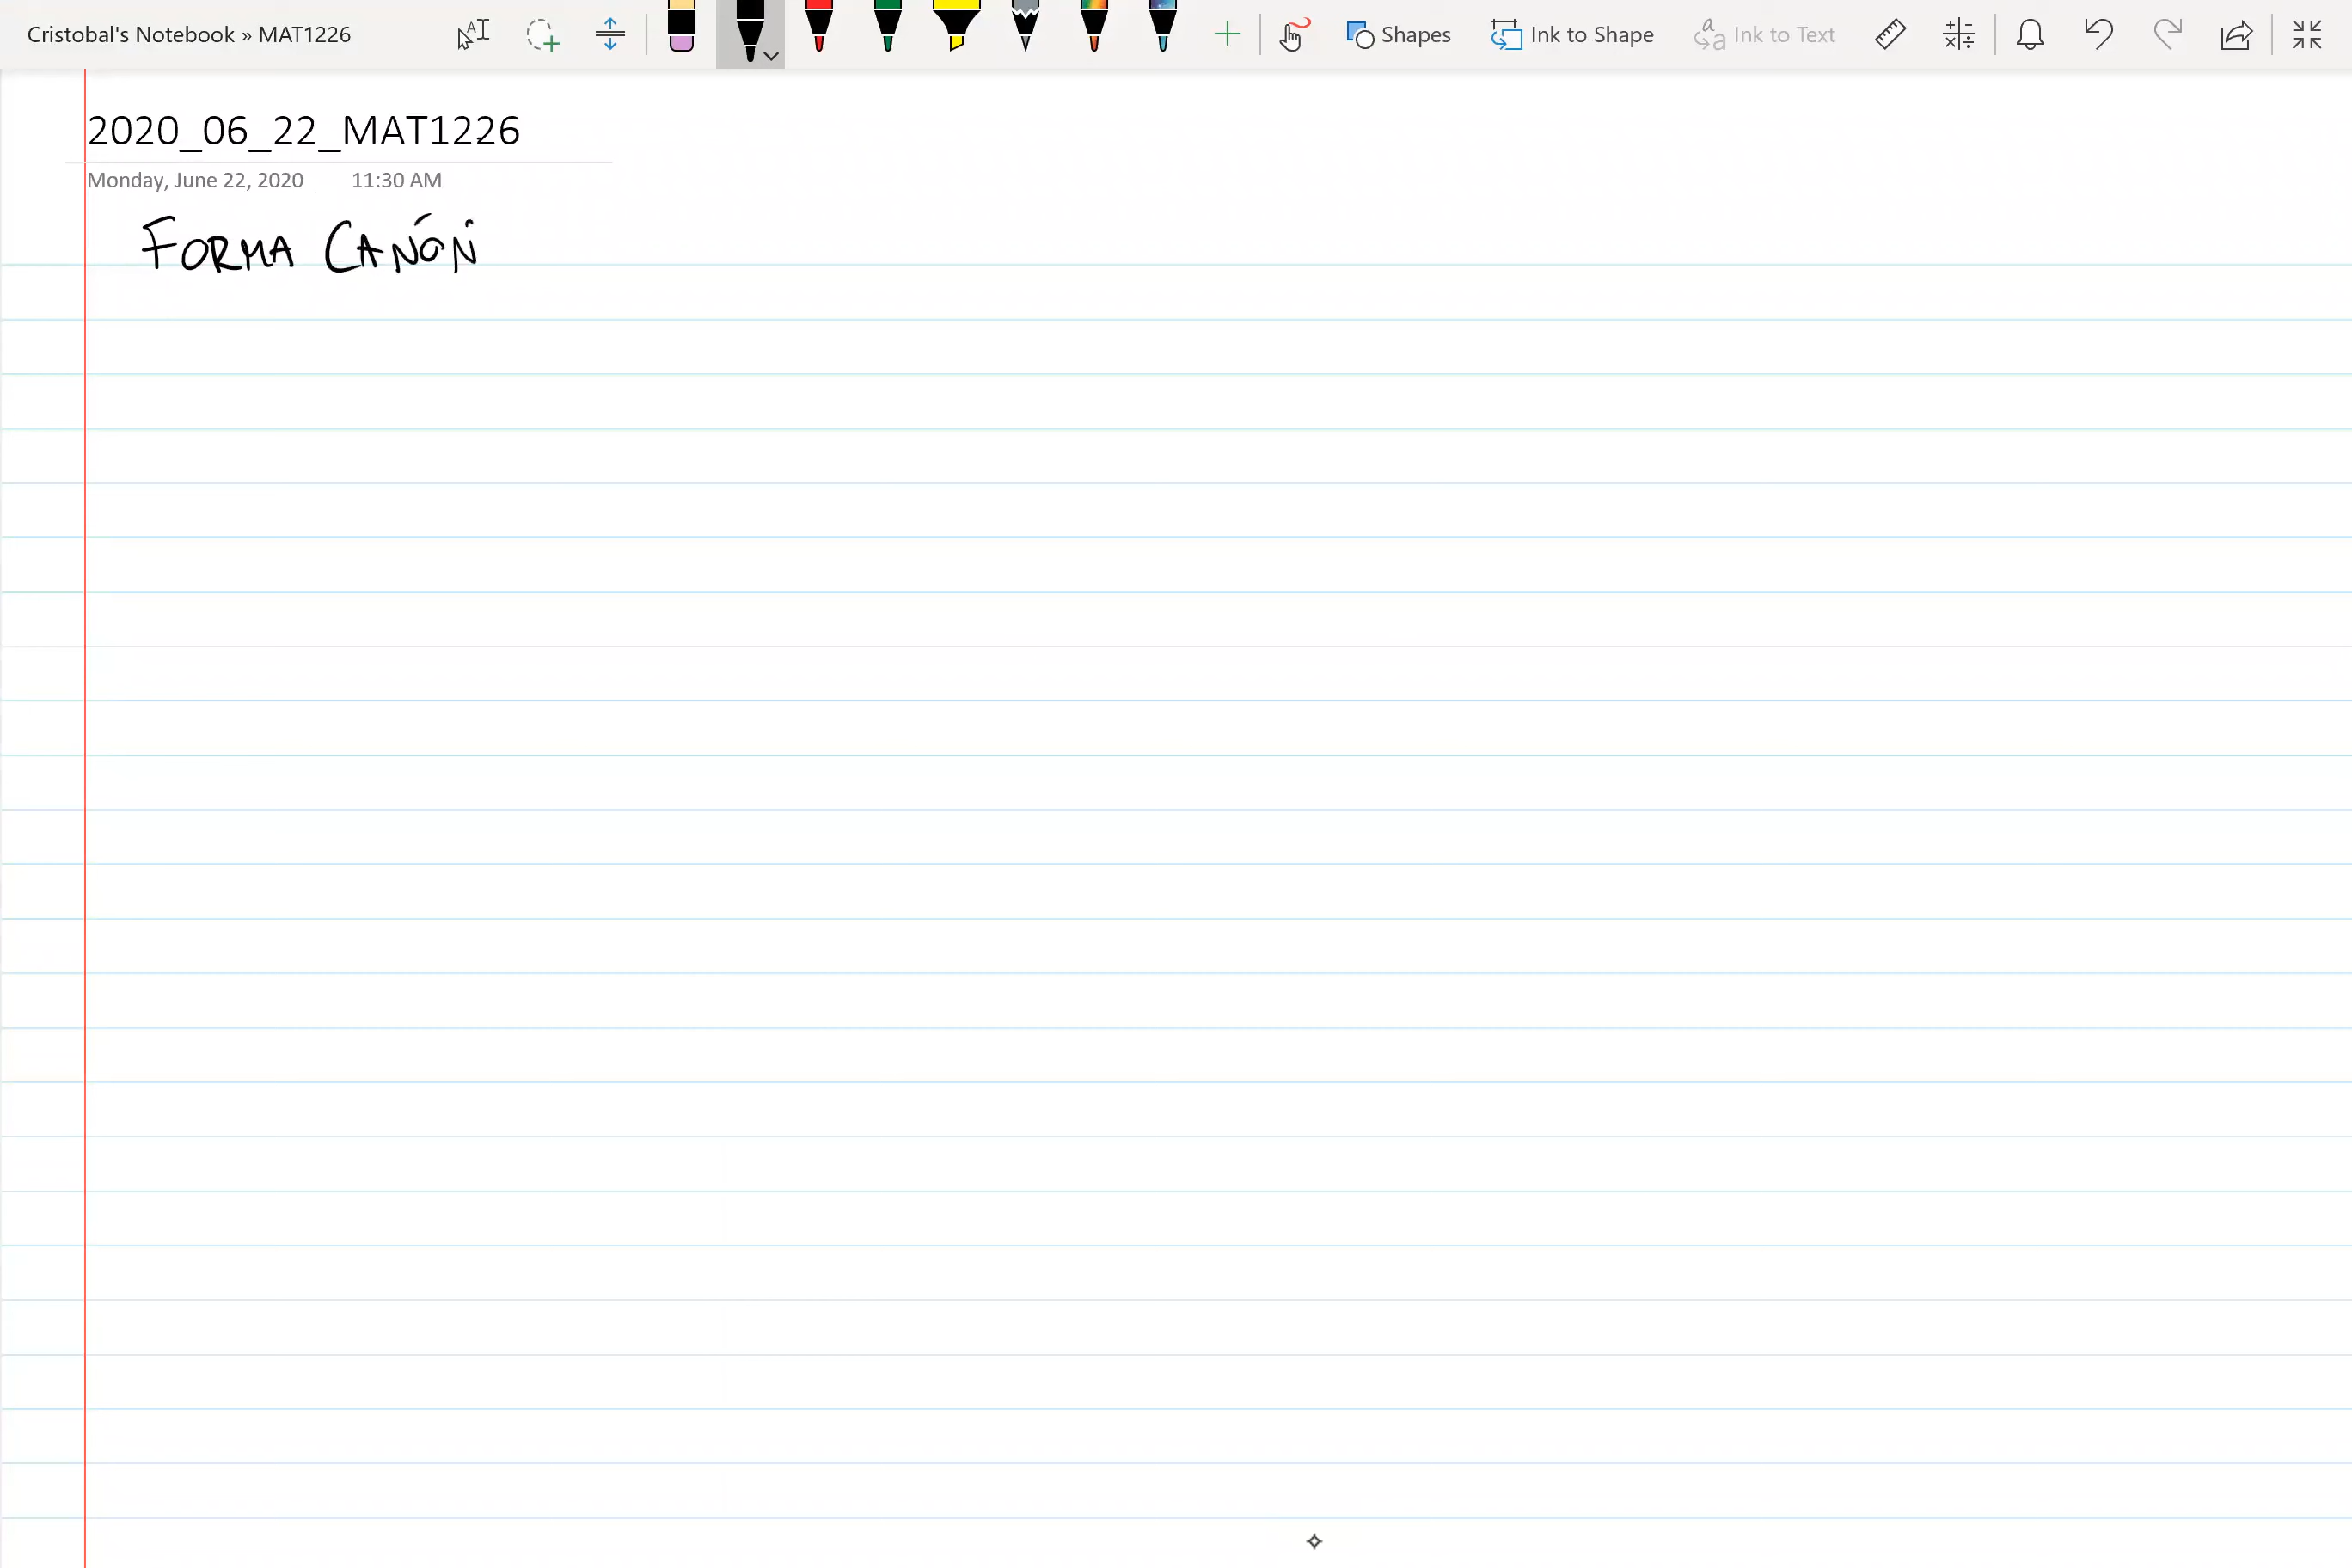 Cristobal's Notebook » MAT1226
Shapes
Ink to Shape
Ink to Text
2020_06_22_MAT1226
Monday, June 22, 2020 11:30 AM
FORMA CANÓN